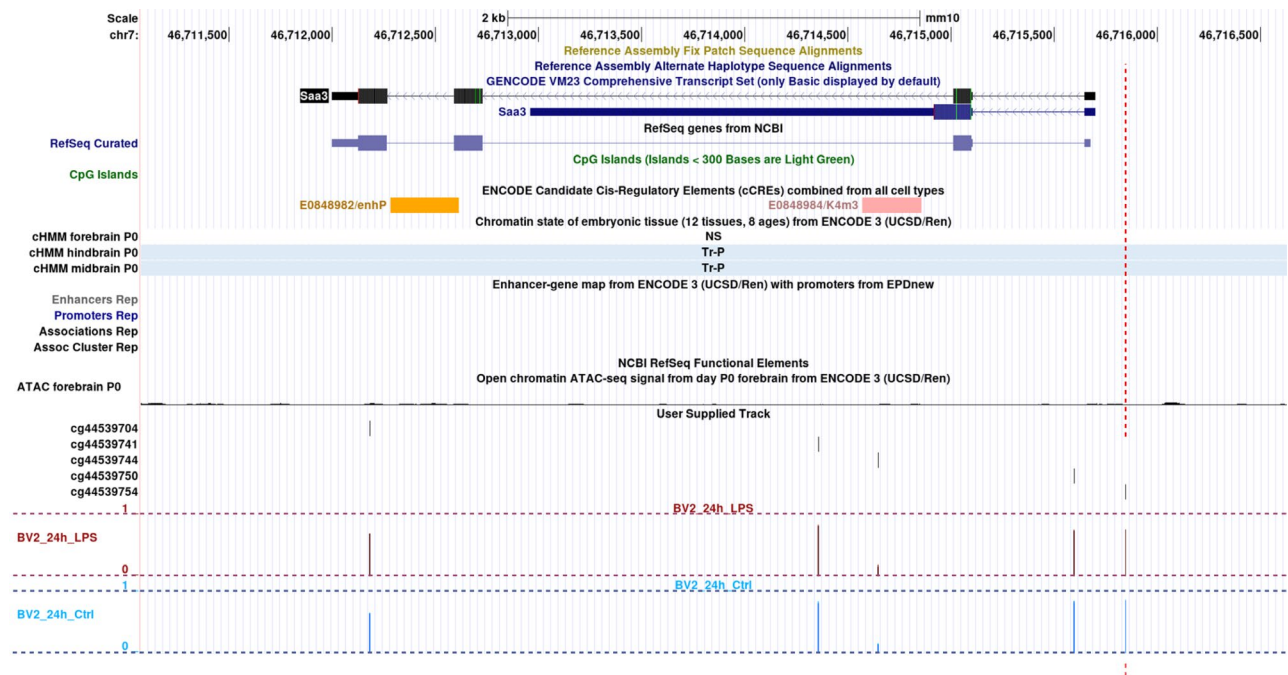 Scale 2 kb mm10
chr7: 46,711,500 46,712,000 46,712,500 46,713,000 46,713,500 46,714,000 46,714,500 46,715,000 46,715,500 46,716,000 46,716,500
Reference Assembly Fix Patch Sequence Alignments
Reference Assembly Alternate Haplotype Sequence Alignments
GENCODE VM23 Comprehensive Transcript Set (only Basic displayed by default)
Saa3
Saa3
RefSeq genes from NCBI
RefSeq Curated
CpG Islands (Islands < 300 Bases are Light Green)
CpG Islands
ENCODE Candidate Cis-Regulatory Elements (cCREs) combined from all cell types
E0848982/enhP E0848984/K4m3
Chromatin state of embryonic tissue (12 tissues, 8 ages) from ENCODE 3 (UCSD/Ren)
cHMM forebrain P0 NS
cHMM hindbrain P0 Tr-P
cHMM midbrain P0 Tr-P
Enhancer-gene map from ENCODE 3 (UCSD/Ren) with promoters from EPDnew
Enhancers Rep
Promoters Rep
Associations Rep
Assoc Cluster Rep
NCBI RefSeq Functional Elements
Open chromatin ATAC-seq signal from day P0 forebrain from ENCODE 3 (UCSD/Ren)
ATAC forebrain P0
User Supplied Track
cg44539704
cg44539741
cg44539744
cg44539750
cg44539754
1 BV2_24h_LPS
BV2_24h_LPS
0
1 BV2_24h_Ctrl
BV2_24h_Ctrl
0